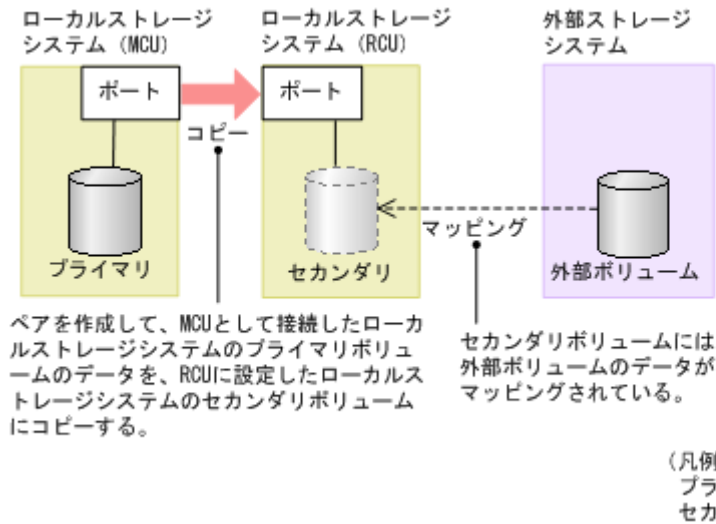 ローカルストレージ
システム (MCU)
ローカルストレージ
システム (RCU)
外部ストレージ
システム
ポート
ポート
コピー
マッピング
プライマリ
セカンダリ
外部ボリューム
ペアを作成して、MCUとして接続したローカ
ルストレージシステムのプライマリボリュ
ームのデータを、RCUに設定したローカルス
トレージシステムのセカンダリボリューム
にコピーする。
セカンダリボリュームには
外部ボリュームのデータが
マッピングされている。
(凡例
プラ
セカ